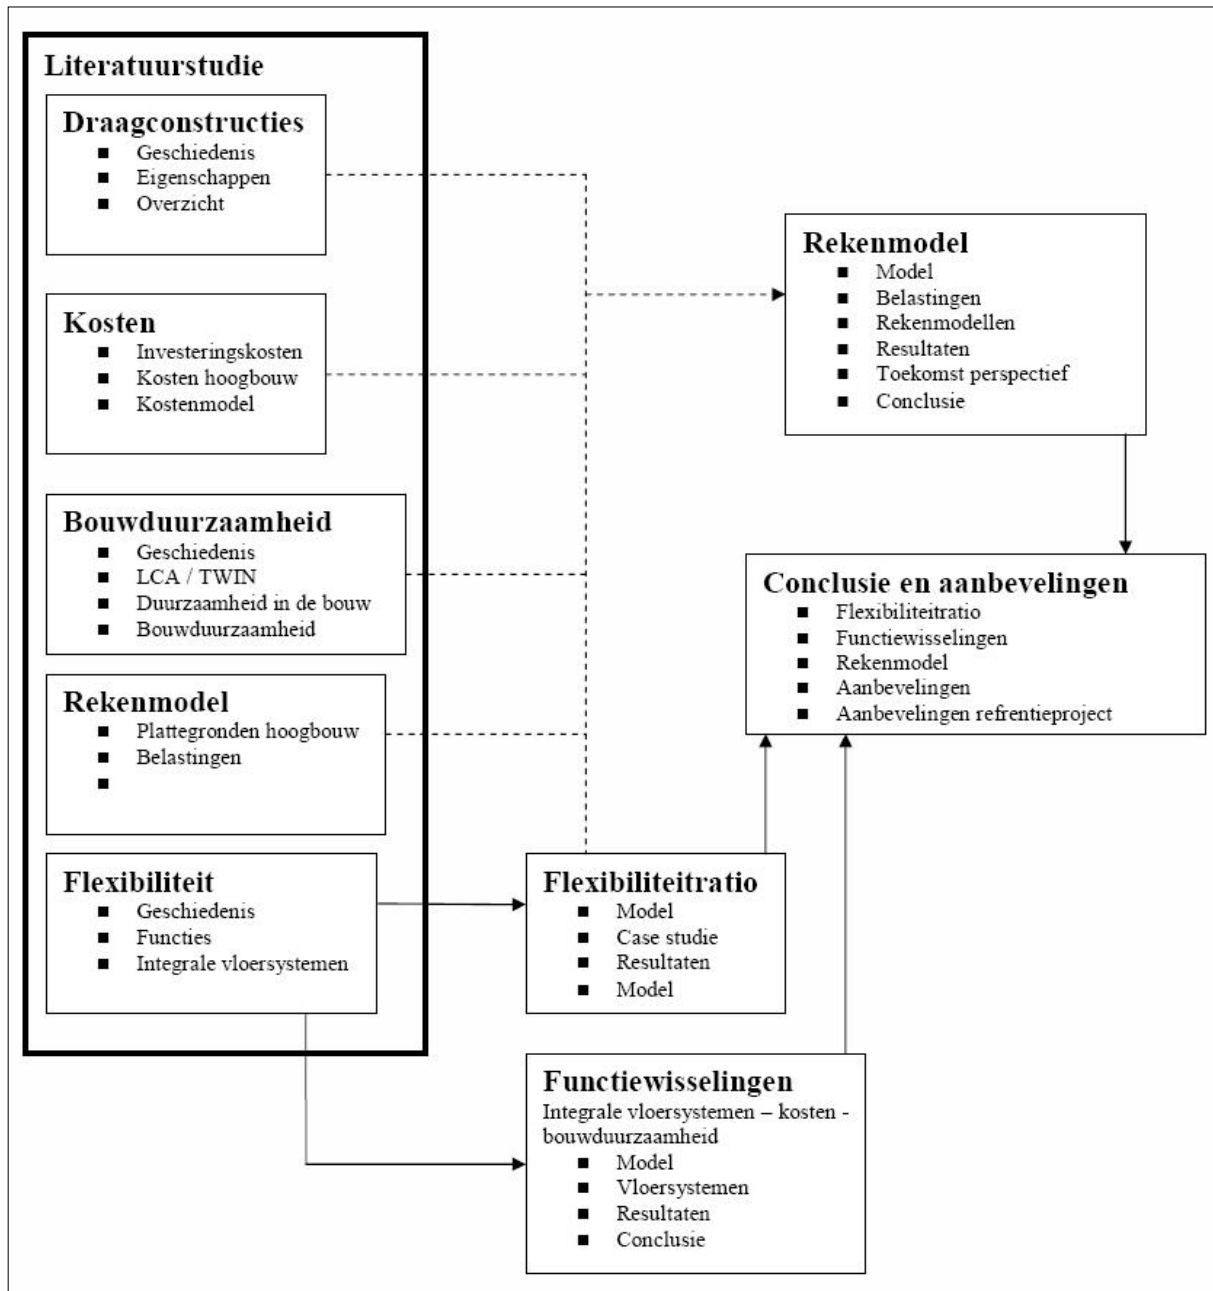 Literatuurstudie
Draagconstructies
■ Geschiedenis
■ Eigenschappen
■ Overzicht
Kosten
■ Investeringskosten
■ Kosten hoogbouw
■ Kostenmodel
Bouwduurzaamheid
■ Geschiedenis
■ LCA / TWIN
■ Duurzaamheid in de bouw
■ Bouwduurzaamheid
Rekenmodel
■ Plattegronden hoogbouw
■ Belastingen
■
Flexibiliteit
■ Geschiedenis
■ Functies
■ Integrale vloersystemen
Rekenmodel
■ Model
■ Belastingen
■ Rekenmodellen
■ Resultaten
■ Toekomst perspectief
■ Conclusie
Conclusie en aanbevelingen
■ Flexibiliteitratio
■ Functiewisselingen
■ Rekenmodel
■ Aanbevelingen
■ Aanbevelingen refrentieproject
Flexibiliteitratio
■ Model
■ Case studie
■ Resultaten
■ Model
Functiewisselingen
Integrale vloersystemen – kosten -
bouwduurzaamheid
■ Model
■ Vloersystemen
■ Resultaten
■ Conclusie